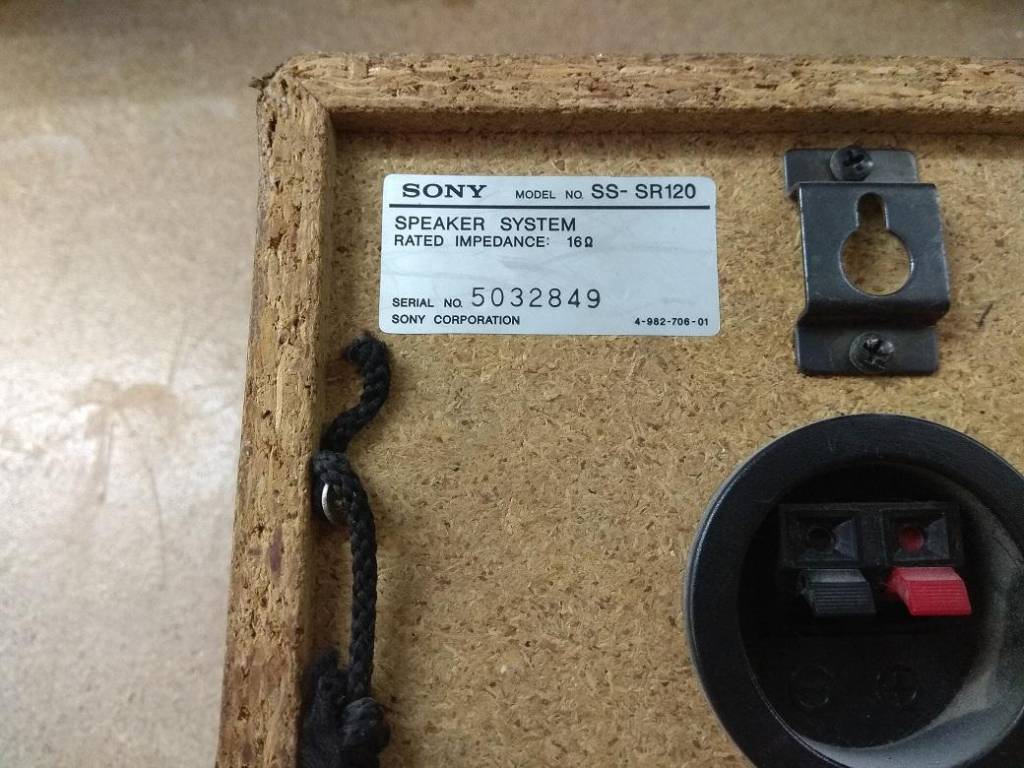 SONY MODEL NO. SS- SR120
SPEAKER SYSTEM
RATED IMPEDANCE: 16Ω
SERIAL NO. 5032849
SONY CORPORATION 4-982-706-01